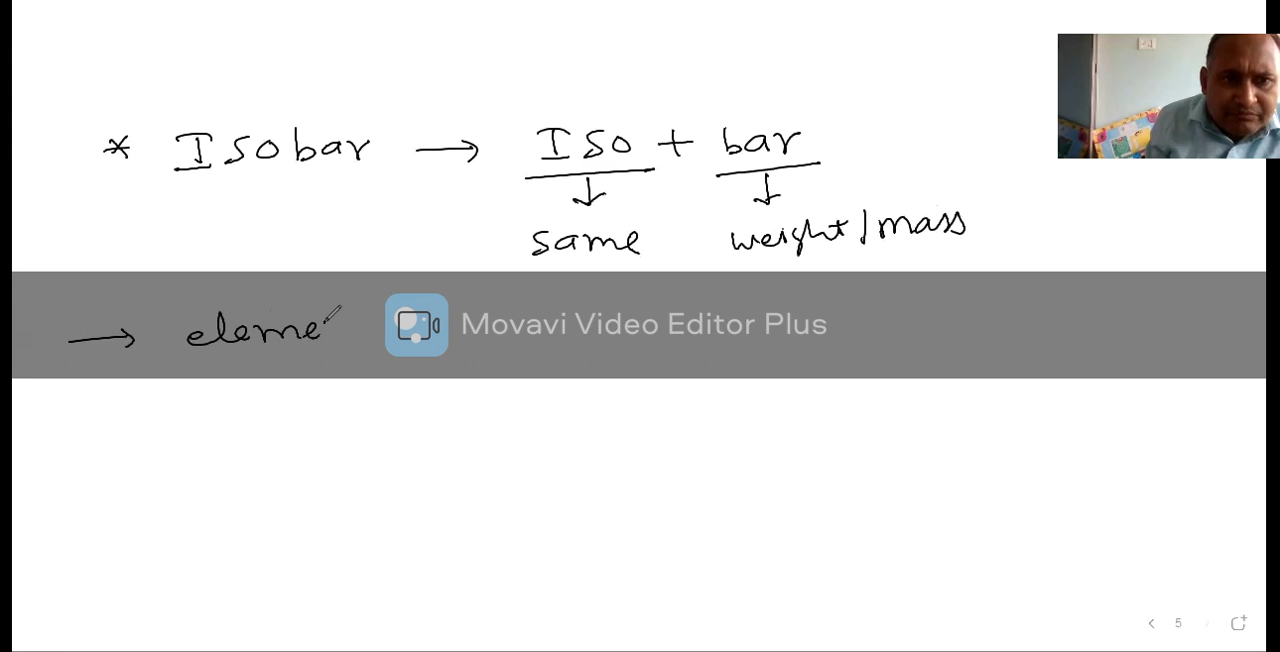 * Isobar → Iso + bar
↓ ↓
same weight/mass
→ eleme
Movavi Video Editor Plus
< 5